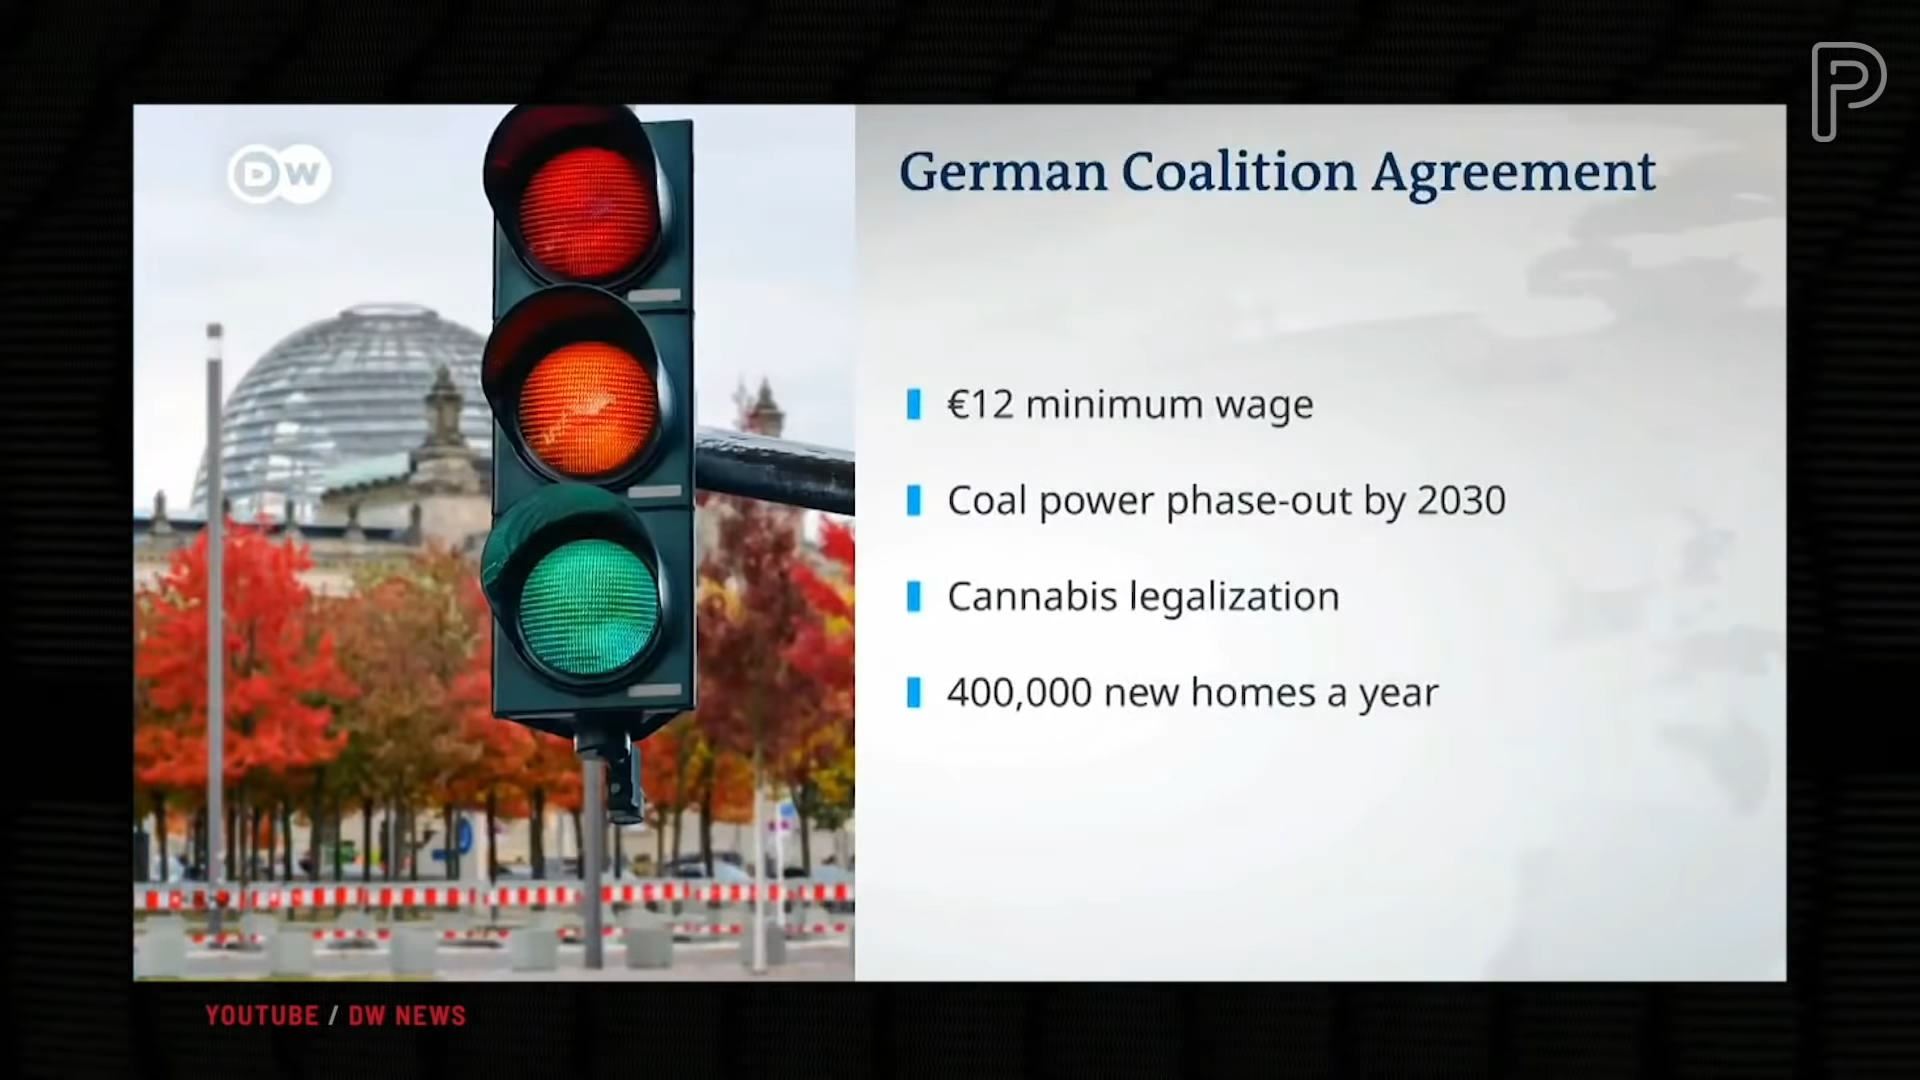 DW
P
German Coalition Agreement
€12 minimum wage
Coal power phase-out by 2030
Cannabis legalization
400,000 new homes a year
YOUTUBE / DW NEWS